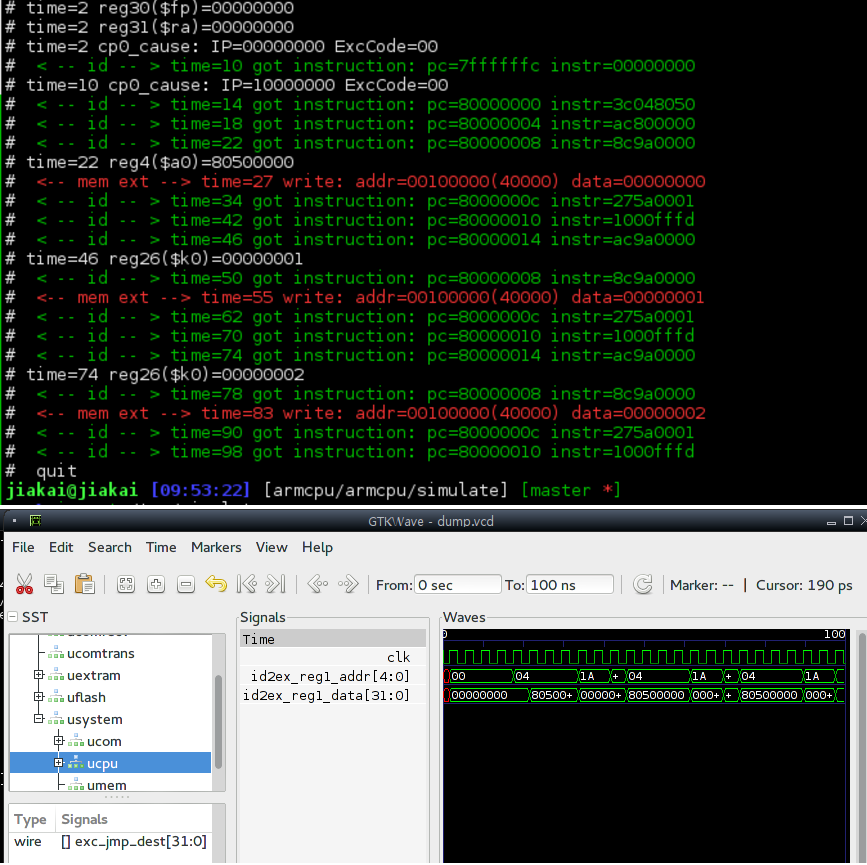 # time=2 reg30($fp)=00000000
# time=2 reg31($ra)=00000000
# time=2 cp0_cause: IP=00000000 ExcCode=00
#  < -- id -- > time=10 got instruction: pc=7ffffffc instr=00000000
# time=10 cp0_cause: IP=10000000 ExcCode=00
#  < -- id -- > time=14 got instruction: pc=80000000 instr=3c048050
#  < -- id -- > time=18 got instruction: pc=80000004 instr=ac800000
#  < -- id -- > time=22 got instruction: pc=80000008 instr=8c9a0000
# time=22 reg4($a0)=80500000
#  <-- mem ext --> time=27 write: addr=00100000(40000) data=00000000
#  < -- id -- > time=34 got instruction: pc=8000000c instr=275a0001
#  < -- id -- > time=42 got instruction: pc=80000010 instr=1000fffd
#  < -- id -- > time=46 got instruction: pc=80000014 instr=ac9a0000
# time=46 reg26($k0)=00000001
#  < -- id -- > time=50 got instruction: pc=80000008 instr=8c9a0000
#  <-- mem ext --> time=55 write: addr=00100000(40000) data=00000001
#  < -- id -- > time=62 got instruction: pc=8000000c instr=275a0001
#  < -- id -- > time=70 got instruction: pc=80000010 instr=1000fffd
#  < -- id -- > time=74 got instruction: pc=80000014 instr=ac9a0000
# time=74 reg26($k0)=00000002
#  < -- id -- > time=78 got instruction: pc=80000008 instr=8c9a0000
#  <-- mem ext --> time=83 write: addr=00100000(40000) data=00000002
#  < -- id -- > time=90 got instruction: pc=8000000c instr=275a0001
#  < -- id -- > time=98 got instruction: pc=80000010 instr=1000fffd
#  quit
jiakai@jiakai [09:53:22] [armcpu/armcpu/simulate] [master *]
GTKWave - dump.vcd
File Edit Search Time Markers View Help
From: 0 sec To: 100 ns Marker: -- | Cursor: 190 ps
SST
ucomtrans
uextram
uflash
usystem
ucom
ucpu
umem
Type Signals
wire [] exc_jmp_dest[31:0]
Signals
Time
clk
id2ex_reg1_addr[4:0]
id2ex_reg1_data[31:0]
Waves
0 100
00 04 1A + 04 1A + 04 1A
00000000 80500+ 00000+ 80500000 000+ + 80500000 000+